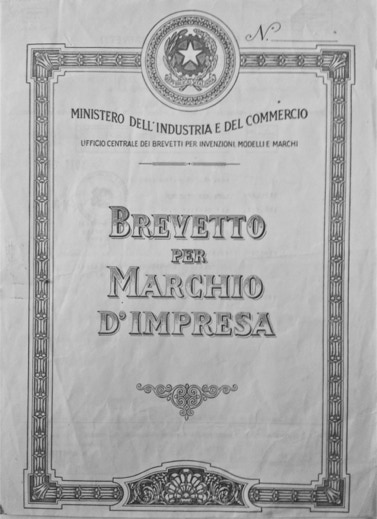 N.
MINISTERO DELL'INDUSTRIA E DEL COMMERCIO
UFFICIO CENTRALE DEI BREVETTI PER INVENZIONI, MODELLI E MARCHI
BREVETTO
PER
MARCHIO
D'IMPRESA